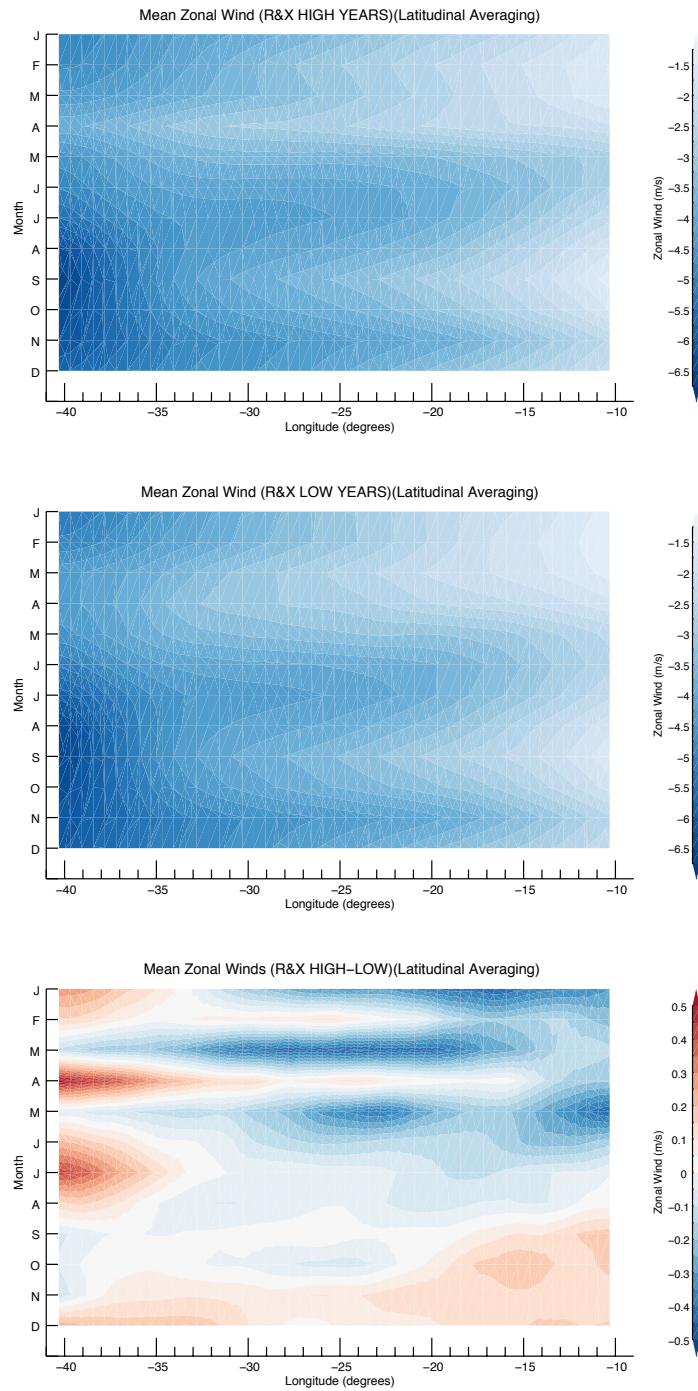 Mean Zonal Wind (R&X HIGH YEARS)(Latitudinal Averaging)
J
F
M
A
M
J
J
A
S
O
N
D
Month
−40 −35 −30 −25 −20 −15 −10
Longitude (degrees)
−1.5
−2
−2.5
−3
−3.5
−4
−4.5
−5
−5.5
−6
−6.5
Zonal Wind (m/s)
Mean Zonal Wind (R&X LOW YEARS)(Latitudinal Averaging)
J
F
M
A
M
J
J
A
S
O
N
D
Month
−40 −35 −30 −25 −20 −15 −10
Longitude (degrees)
−1.5
−2
−2.5
−3
−3.5
−4
−4.5
−5
−5.5
−6
−6.5
Zonal Wind (m/s)
Mean Zonal Winds (R&X HIGH−LOW)(Latitudinal Averaging)
J
F
M
A
M
J
J
A
S
O
N
D
Month
−40 −35 −30 −25 −20 −15 −10
Longitude (degrees)
0.5
0.4
0.3
0.2
0.1
0
−0.1
−0.2
−0.3
−0.4
−0.5
Zonal Wind (m/s)